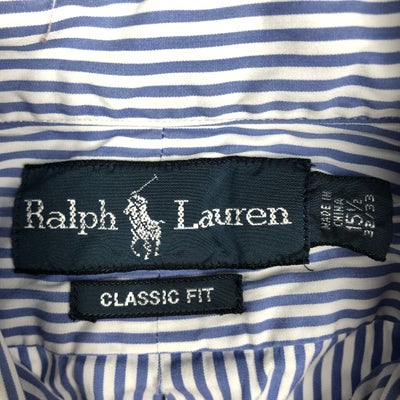 Ralph Lauren
MADE IN
CHINA
15½
32/33
CLASSIC FIT